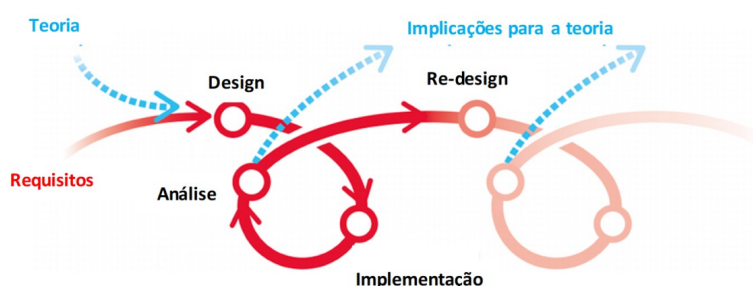 Teoria
Implicações para a teoria
Design
Re-design
Requisitos
Análise
Implementação